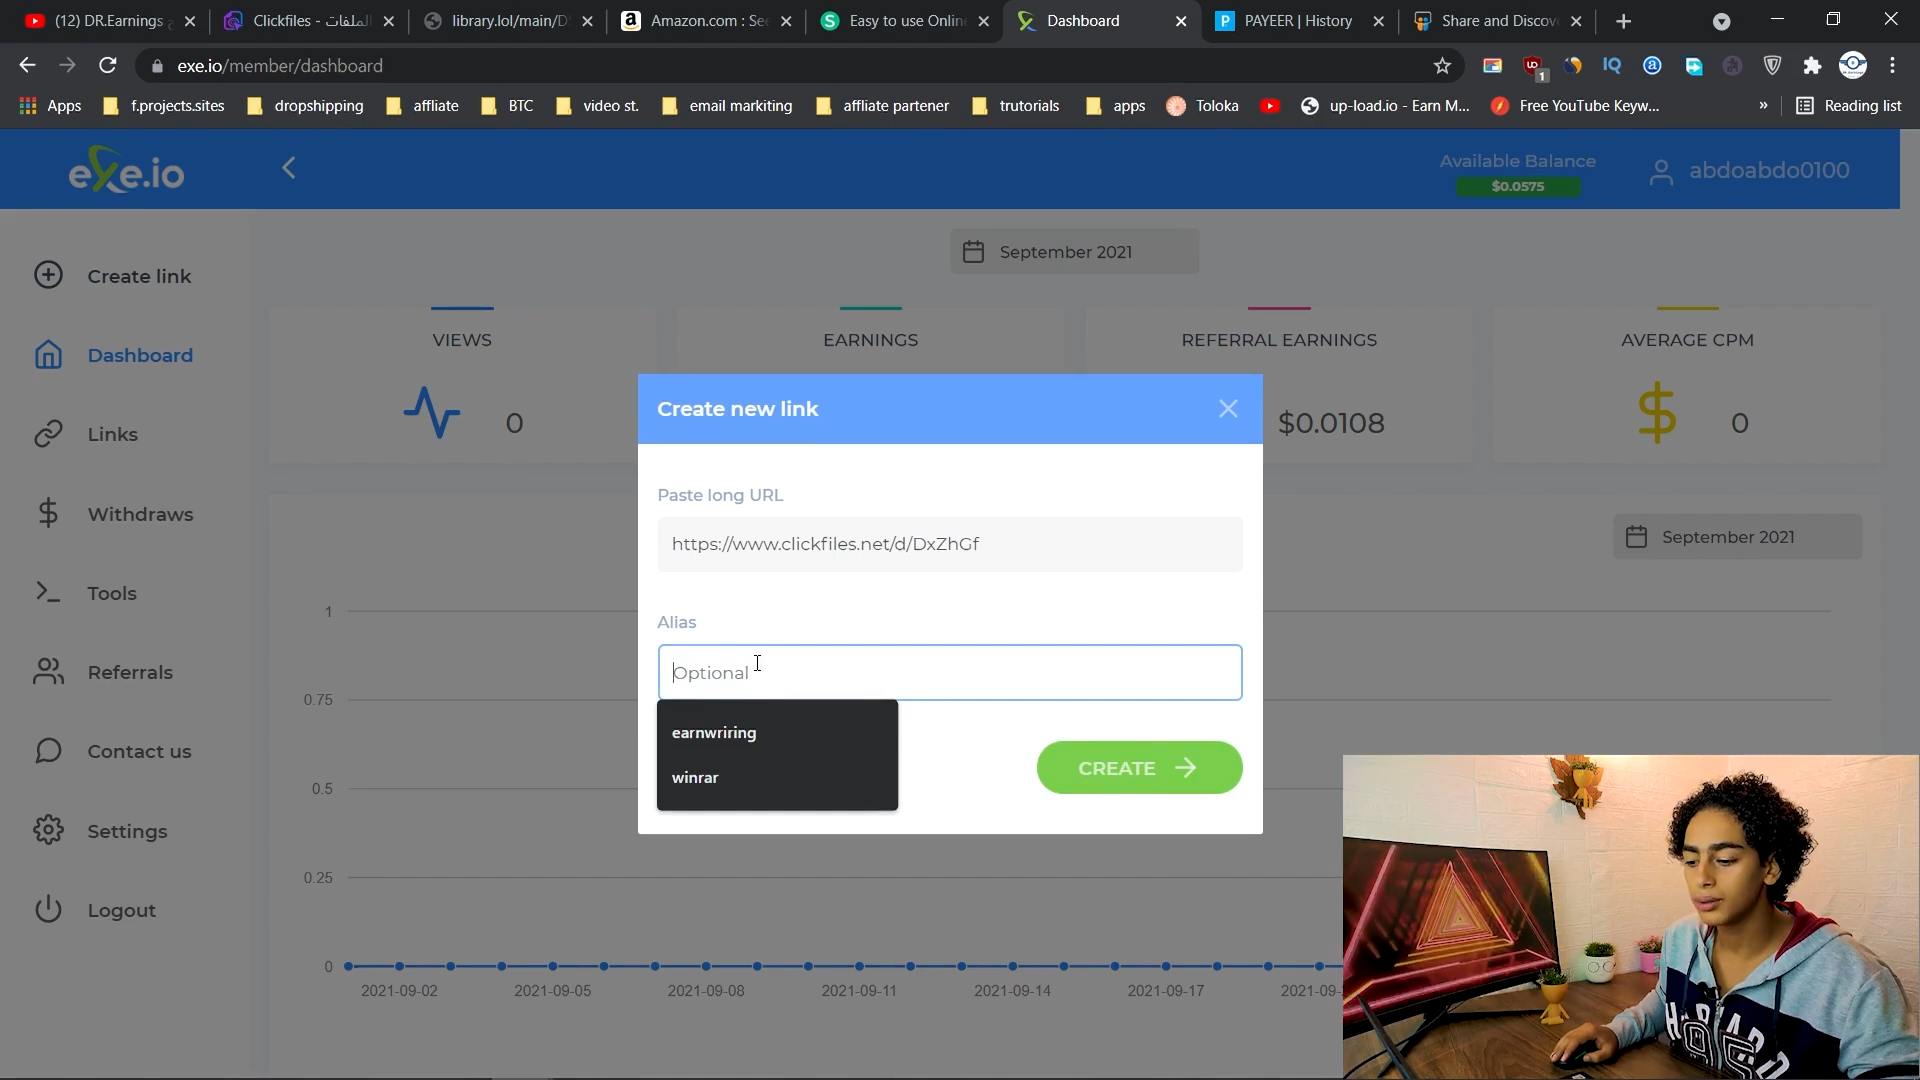 (12) DR.Earnings
Clickfiles - الملفات
library.lol/main/D
Amazon.com : See
Easy to use Online
Dashboard
PAYEER | History
Share and Discov
exe.io/member/dashboard
1
Apps
f.projects.sites
dropshipping
affliate
BTC
video st.
email markiting
affliate partener
trutorials
apps
Toloka
up-load.io - Earn M...
Free YouTube Keyw...
»
Reading list
exe.io
Available Balance
$0.0575
abdoabdo0100
Create link
Dashboard
Links
Withdraws
Tools
Referrals
Contact us
Settings
Logout
September 2021
VIEWS
0
EARNINGS
REFERRAL EARNINGS
$0.0108
AVERAGE CPM
0
September 2021
Create new link
Paste long URL
https://www.clickfiles.net/d/DxZhGf
Alias
Optional
earnwriring
winrar
CREATE
1
0.75
0.5
0.25
0
2021-09-02
2021-09-05
2021-09-08
2021-09-11
2021-09-14
2021-09-17
2021-09-